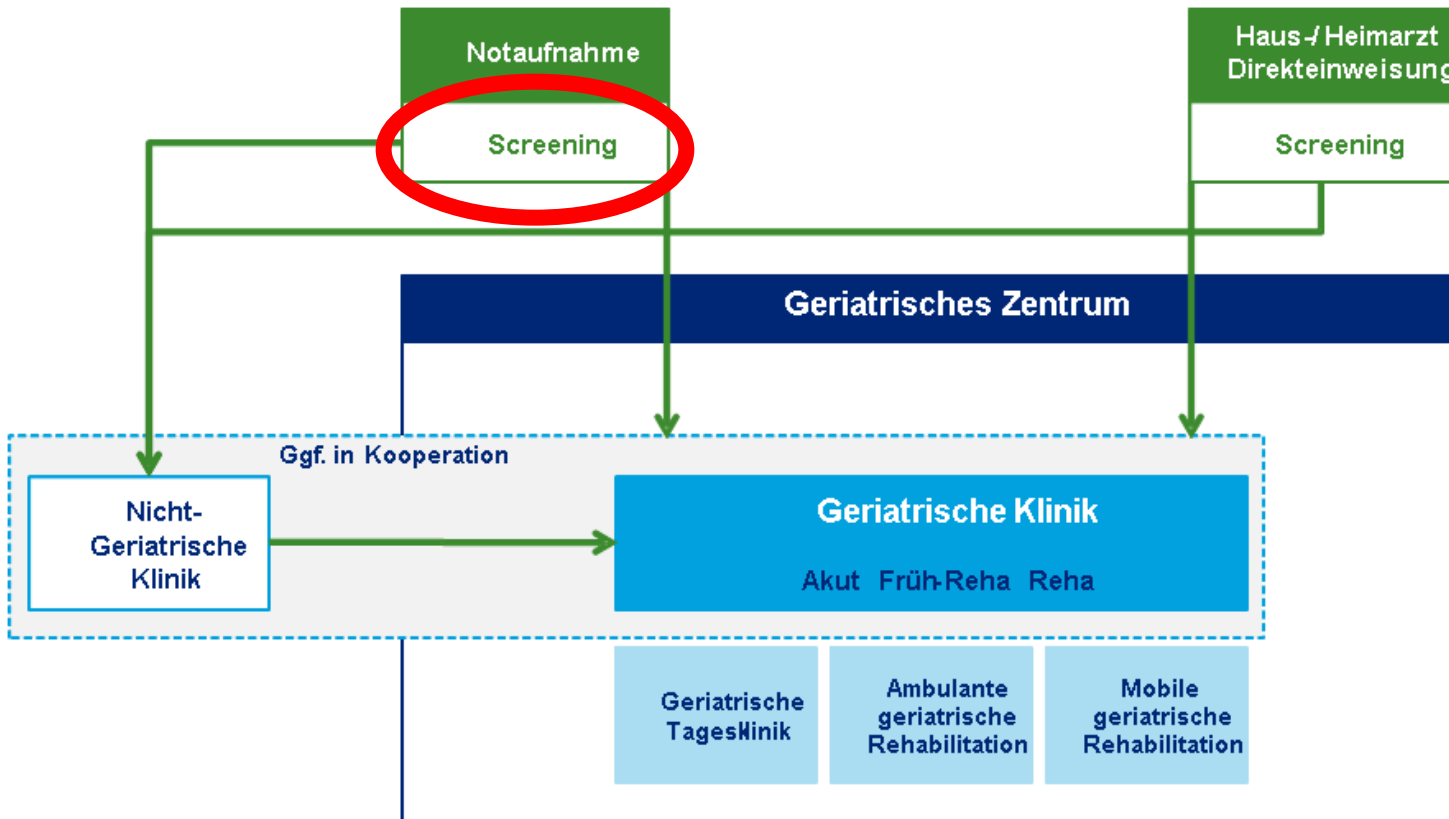 Notaufnahme
Screening
Haus-/ Heimarzt
Direkteinweisung
Screening
Geriatrisches Zentrum
Ggf. in Kooperation
Nicht-
Geriatrische
Klinik
Geriatrische Klinik
Akut Früh-Reha Reha
Geriatrische
Tagesklinik
Ambulante
geriatrische
Rehabilitation
Mobile
geriatrische
Rehabilitation